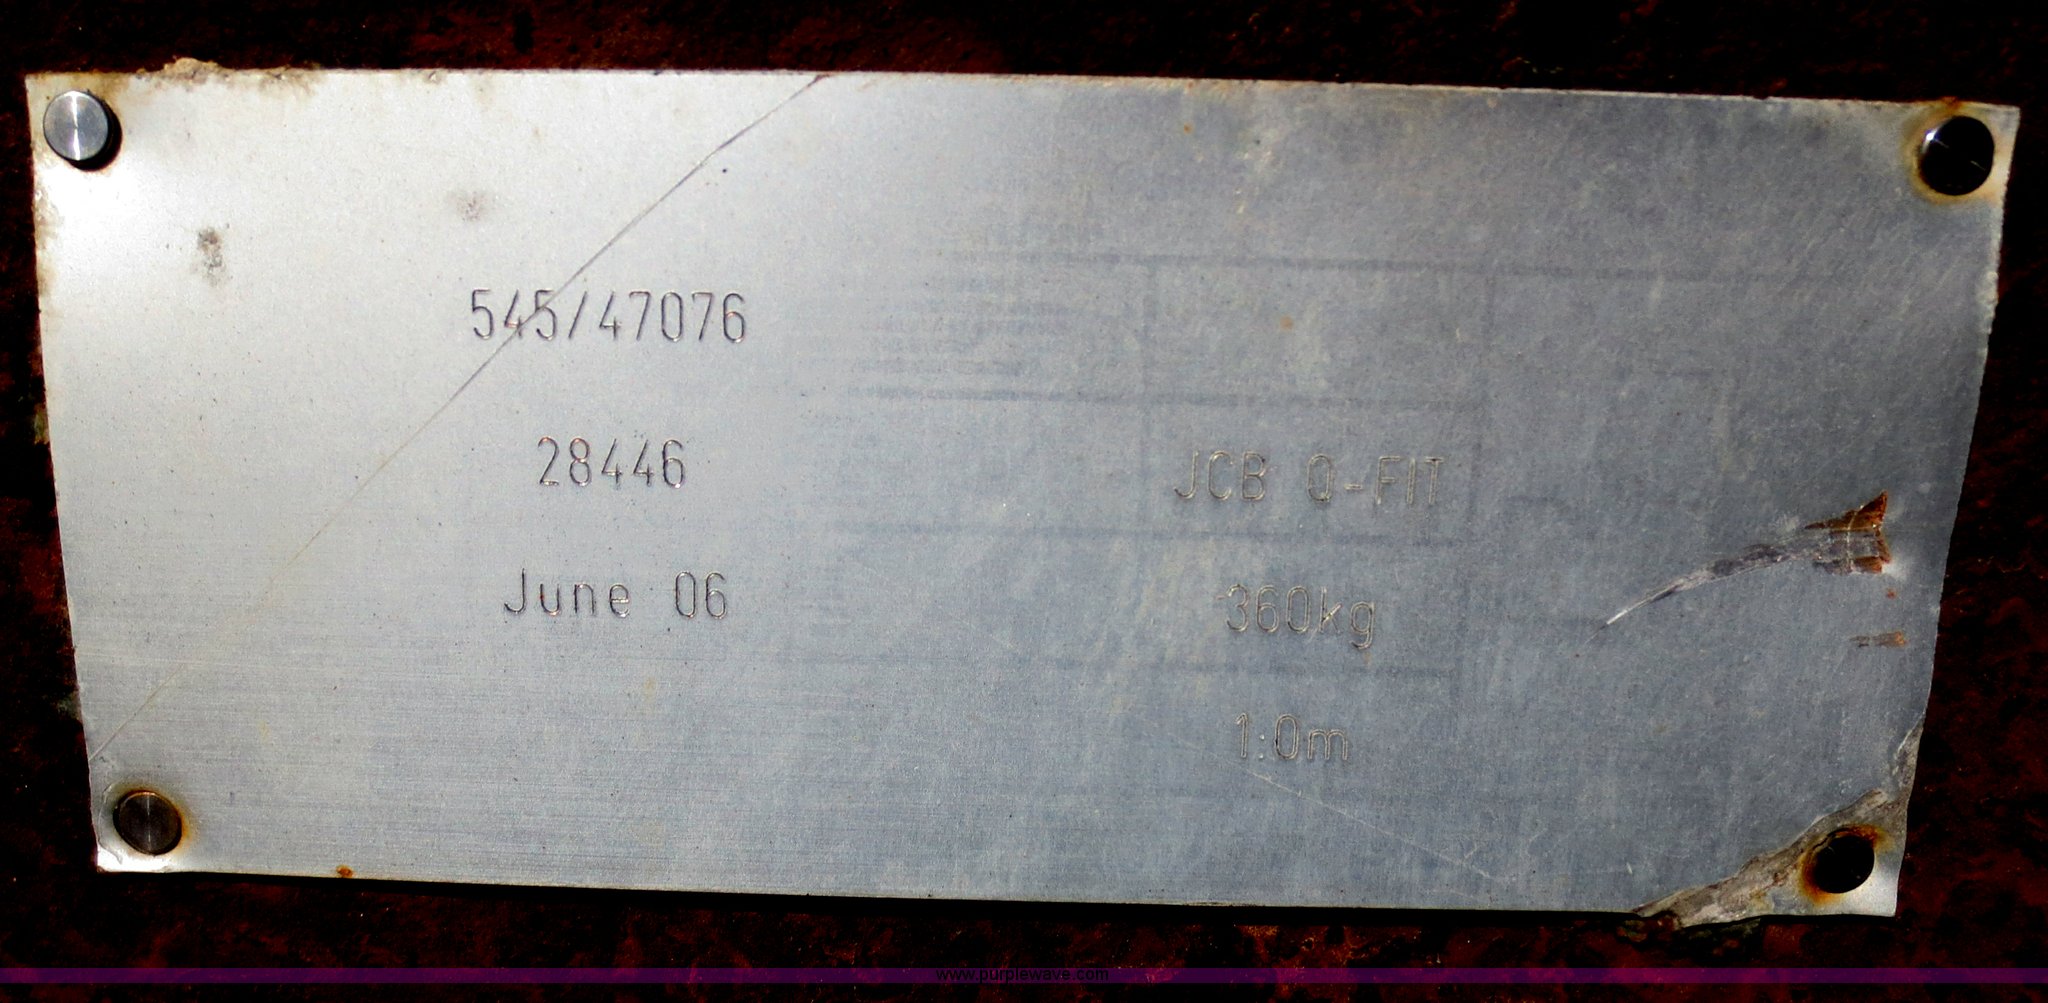 545/47076
28446
JCB Q-FIT
June 06
360kg
1.0m
www.purplewave.com